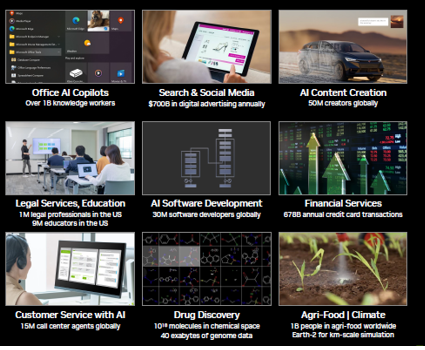 Office AI Copilots
Over 1B knowledge workers
Search & Social Media
$700B in digital advertising annually
AI Content Creation
50M creators globally
Legal Services, Education
1M legal professionals in the US
9M educators in the US
AI Software Development
30M software developers globally
Financial Services
678B annual credit card transactions
Customer Service with AI
15M call center agents globally
Drug Discovery
10¹⁸ molecules in chemical space
40 exabytes of genome data
Agri-Food | Climate
1B people in agri-food worldwide
Earth-2 for km-scale simulation